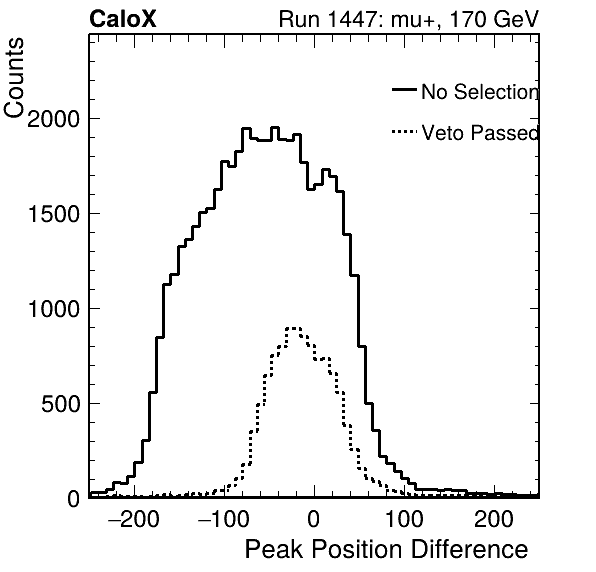 CaloX Run 1447: mu+, 170 GeV
Counts
No Selection
Veto Passed
2000
1500
1000
500
0
−200 −100 0 100 200
Peak Position Difference